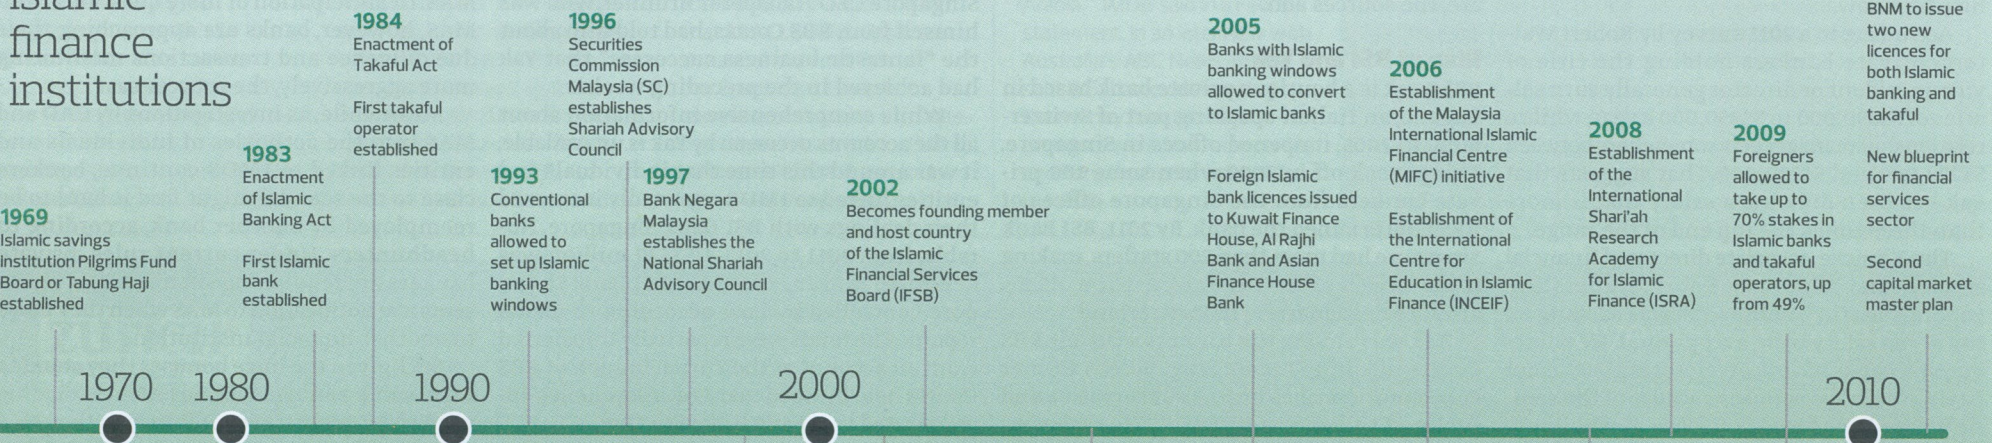 Islamic
finance
institutions
1969
Islamic savings
institution Pilgrims Fund
Board or Tabung Haji
established
1983
Enactment
of Islamic
Banking Act
First Islamic
bank
established
1984
Enactment of
Takaful Act
First takaful
operator
established
1993
Conventional
banks
allowed to
set up Islamic
banking
windows
1996
Securities
Commission
Malaysia (SC)
establishes
Shariah Advisory
Council
1997
Bank Negara
Malaysia
establishes the
National Shariah
Advisory Council
2002
Becomes founding member
and host country
of the Islamic
Financial Services
Board (IFSB)
2005
Banks with Islamic
banking windows
allowed to convert
to Islamic banks
Foreign Islamic
bank licences issued
to Kuwait Finance
House, Al Rajhi
Bank and Asian
Finance House
Bank
2006
Establishment
of the Malaysia
International Islamic
Financial Centre
(MIFC) initiative
Establishment of
the International
Centre for
Education in Islamic
Finance (INCEIF)
2008
Establishment
of the
International
Shari'ah
Research
Academy
for Islamic
Finance (ISRA)
2009
Foreigners
allowed to
take up to
70% stakes in
Islamic banks
and takaful
operators, up
from 49%
BNM to issue
two new
licences for
both Islamic
banking and
takaful
New blueprint
for financial
services
sector
Second
capital market
master plan
1970
1980
1990
2000
2010